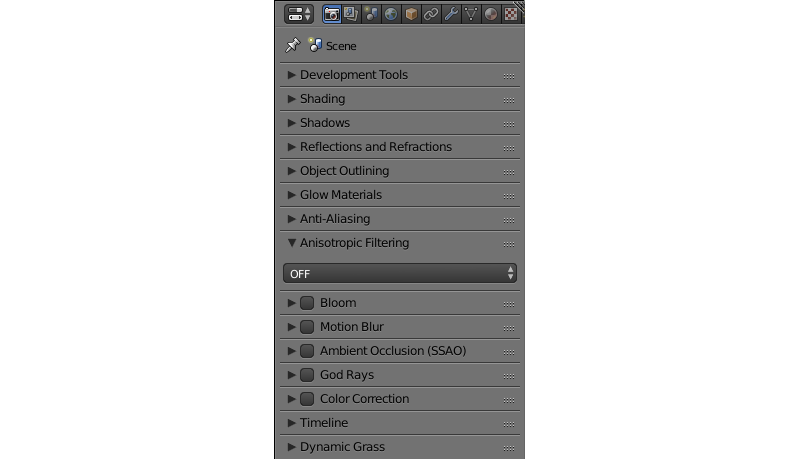 Scene
Development Tools
Shading
Shadows
Reflections and Refractions
Object Outlining
Glow Materials
Anti-Aliasing
Anisotropic Filtering
OFF
Bloom
Motion Blur
Ambient Occlusion (SSAO)
God Rays
Color Correction
Timeline
Dynamic Grass